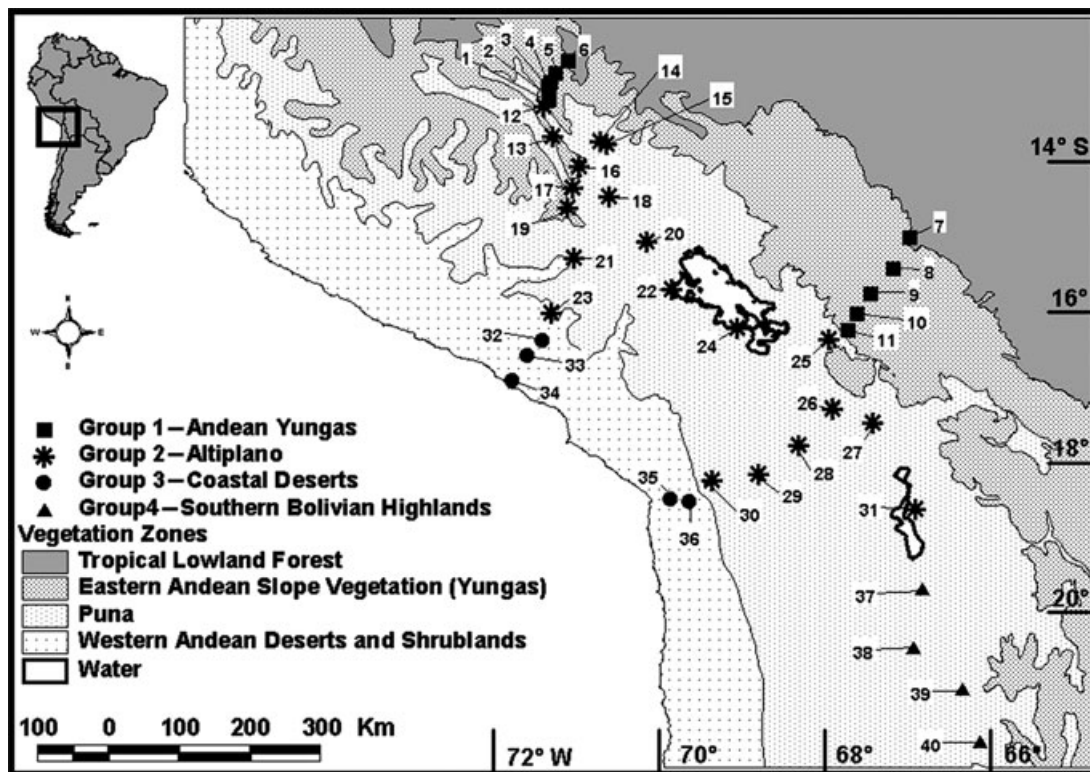 1
2
3
4
5
6
12
13
14
15
14° S
16
17
18
19
7
20
8
21
9
22
16°
23
10
24
11
32
25
33
34
26
27
Group 1–Andean Yungas
Group 2–Altiplano
Group 3–Coastal Deserts
Group4–Southern Bolivian Highlands
18°
28
29
35
30
31
36
Vegetation Zones
Tropical Lowland Forest
Eastern Andean Slope Vegetation (Yungas)
Puna
Western Andean Deserts and Shrublands
Water
37
20°
38
39
40
100 0 100 200 300 Km
72° W 70° 68° 66°
N
W E
S